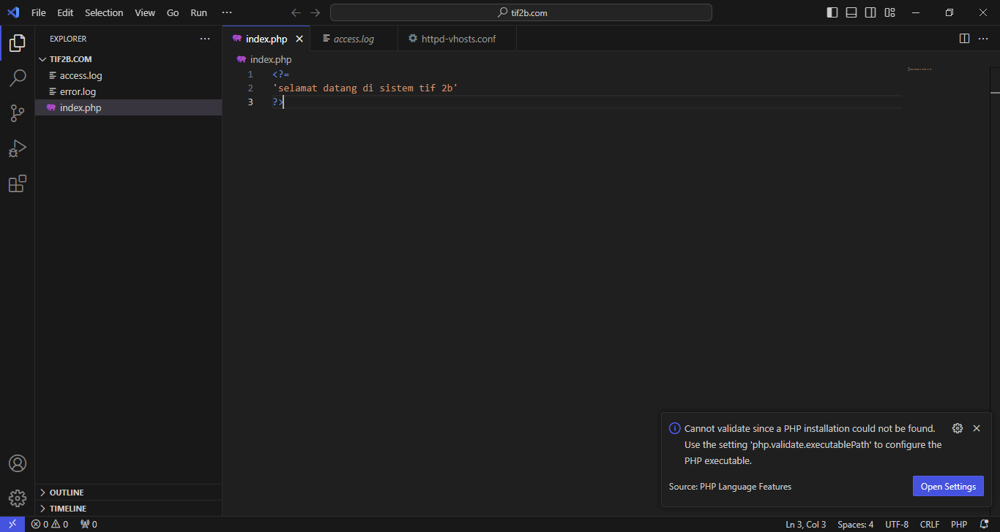 File Edit Selection View Go Run ···
tif2b.com
EXPLORER ···
TIF2B.COM
access.log
error.log
index.php
OUTLINE
TIMELINE
index.php access.log httpd-vhosts.conf
index.php
1 <?=
2 'selamat datang di sistem tif 2b'
3 ?>
Cannot validate since a PHP installation could not be found.
Use the setting 'php.validate.executablePath' to configure the
PHP executable.
Source: PHP Language Features Open Settings
0 0 0 Ln 3, Col 3 Spaces: 4 UTF-8 CRLF PHP